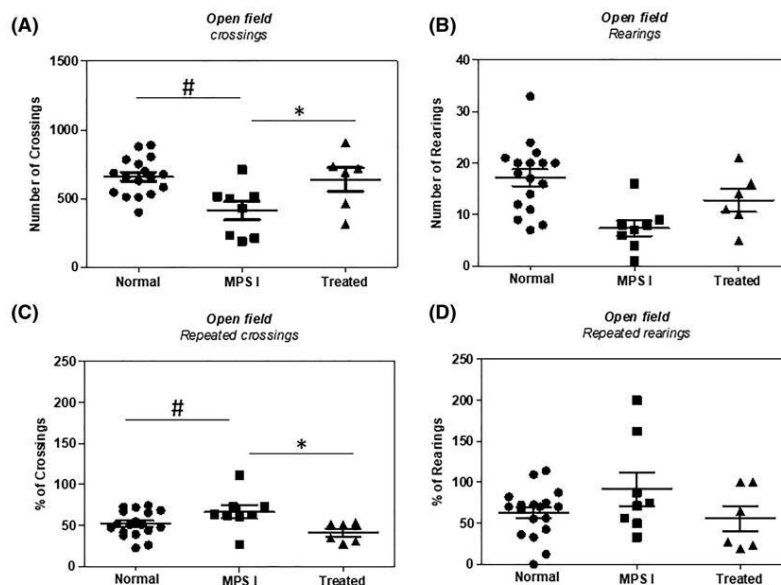 (A)
Open field
crossings
Number of Crossings
1500
1000
500
0
#
*
Normal MPS I Treated
(B)
Open field
Rearings
Number of Rearings
40
30
20
10
0
Normal MPS I Treated
(C)
Open field
Repeated crossings
% of Crossings
250
200
150
100
50
0
#
*
Normal MPS I Treated
(D)
Open field
Repeated rearings
% of Rearings
250
200
150
100
50
0
Normal MPS I Treated